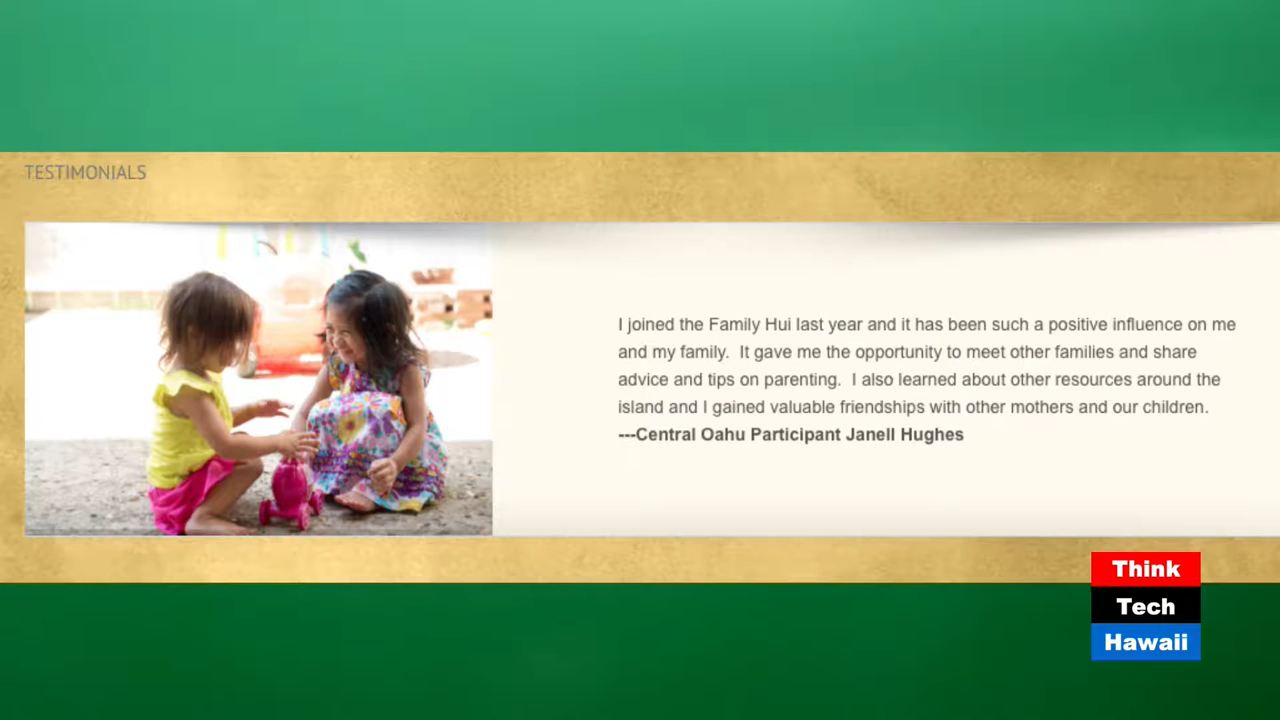 TESTIMONIALS
I joined the Family Hui last year and it has been such a positive influence on me
and my family.  It gave me the opportunity to meet other families and share
advice and tips on parenting.  I also learned about other resources around the
island and I gained valuable friendships with other mothers and our children.
---Central Oahu Participant Janell Hughes
Think
Tech
Hawaii